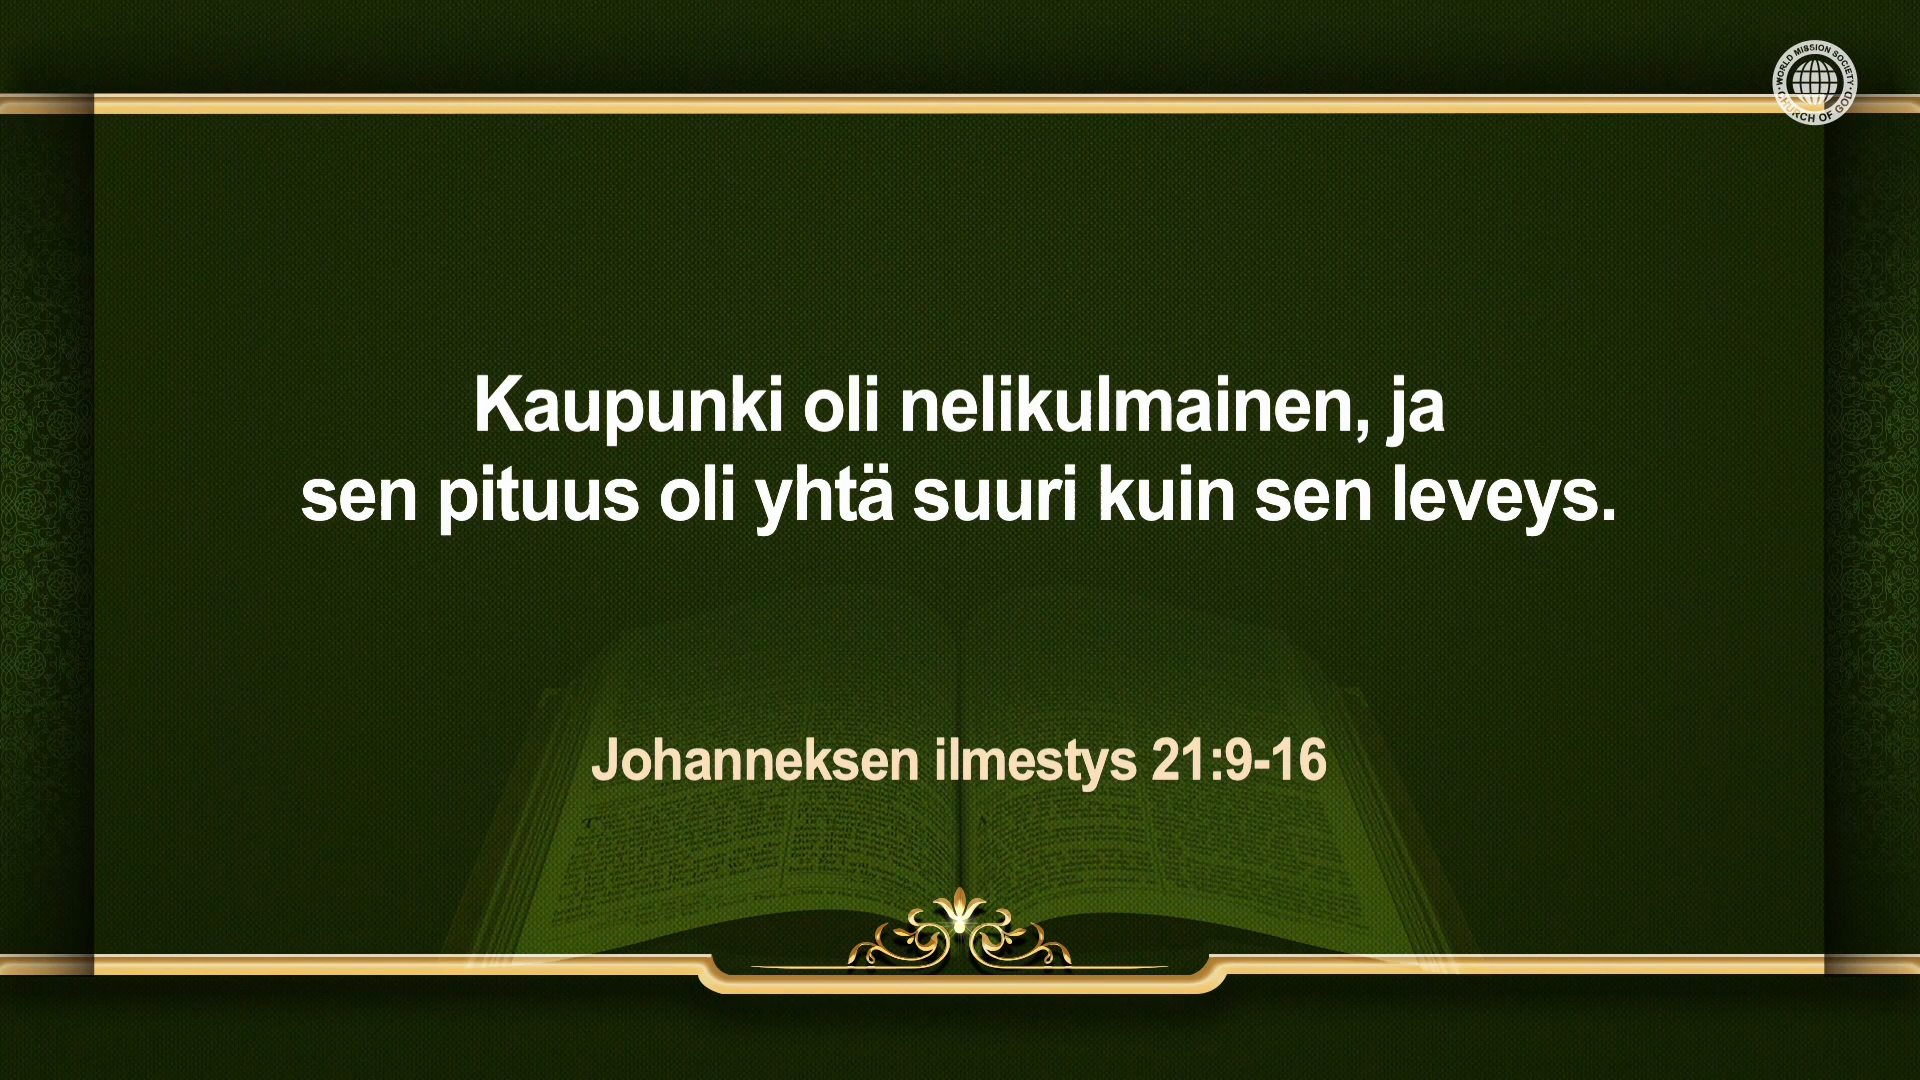 WORLD MISSION SOCIETY
CHURCH OF GOD
Kaupunki oli nelikulmainen, ja
sen pituus oli yhtä suuri kuin sen leveys.
Johanneksen ilmestys 21:9-16